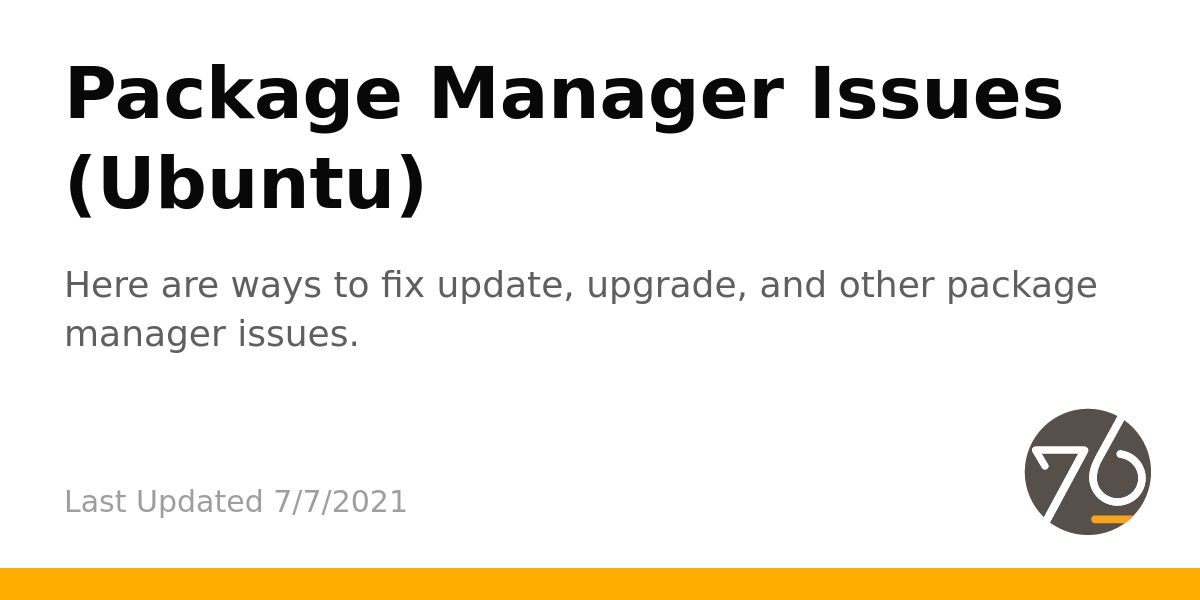 Package Manager Issues
(Ubuntu)
Here are ways to fix update, upgrade, and other package
manager issues.
Last Updated 7/7/2021
76